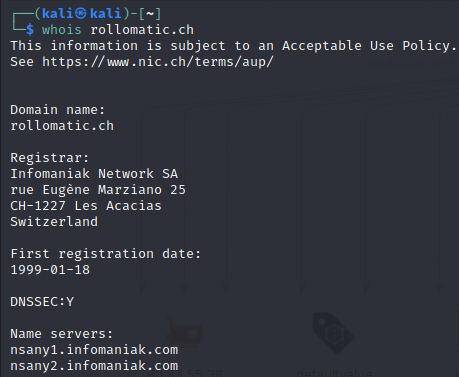 ┌──(kali㉿kali)-[~]
└─$ whois rollomatic.ch
This information is subject to an Acceptable Use Policy.
See https://www.nic.ch/terms/aup/
Domain name:
rollomatic.ch
Registrar:
Infomaniak Network SA
rue Eugène Marziano 25
CH-1227 Les Acacias
Switzerland
First registration date:
1999-01-18
DNSSEC:Y
Name servers:
nsany1.infomaniak.com
nsany2.infomaniak.com